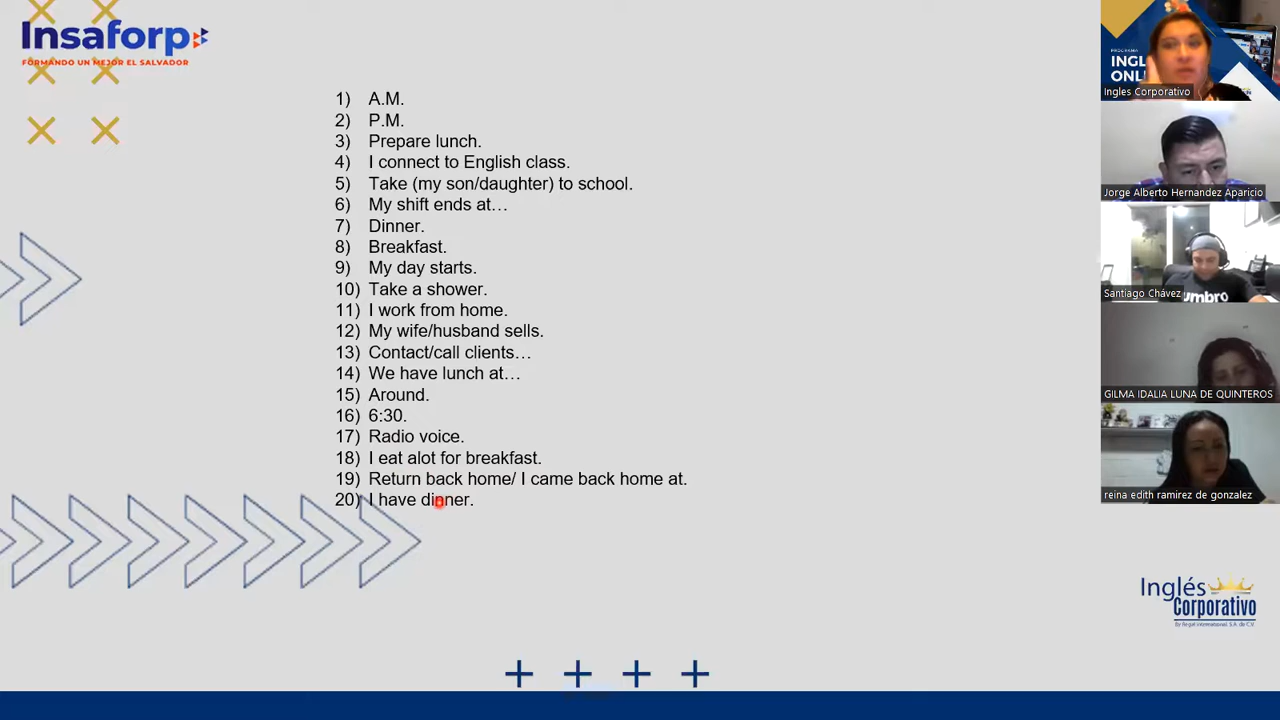 Insaforp
FORMANDO UN MEJOR EL SALVADOR
1) A.M.
2) P.M.
3) Prepare lunch.
4) I connect to English class.
5) Take (my son/daughter) to school.
6) My shift ends at…
7) Dinner.
8) Breakfast.
9) My day starts.
10) Take a shower.
11) I work from home.
12) My wife/husband sells.
13) Contact/call clients…
14) We have lunch at…
15) Around.
16) 6:30.
17) Radio voice.
18) I eat alot for breakfast.
19) Return back home/ I came back home at.
20) I have dinner.
PROGRAMA
INGL
ONL
Ingles Corporativo
Jorge Alberto Hernandez Aparicio
umbro
Santiago Chávez
GILMA IDALIA LUNA DE QUINTEROS
reina edith ramirez de gonzalez
Inglés
Corporativo